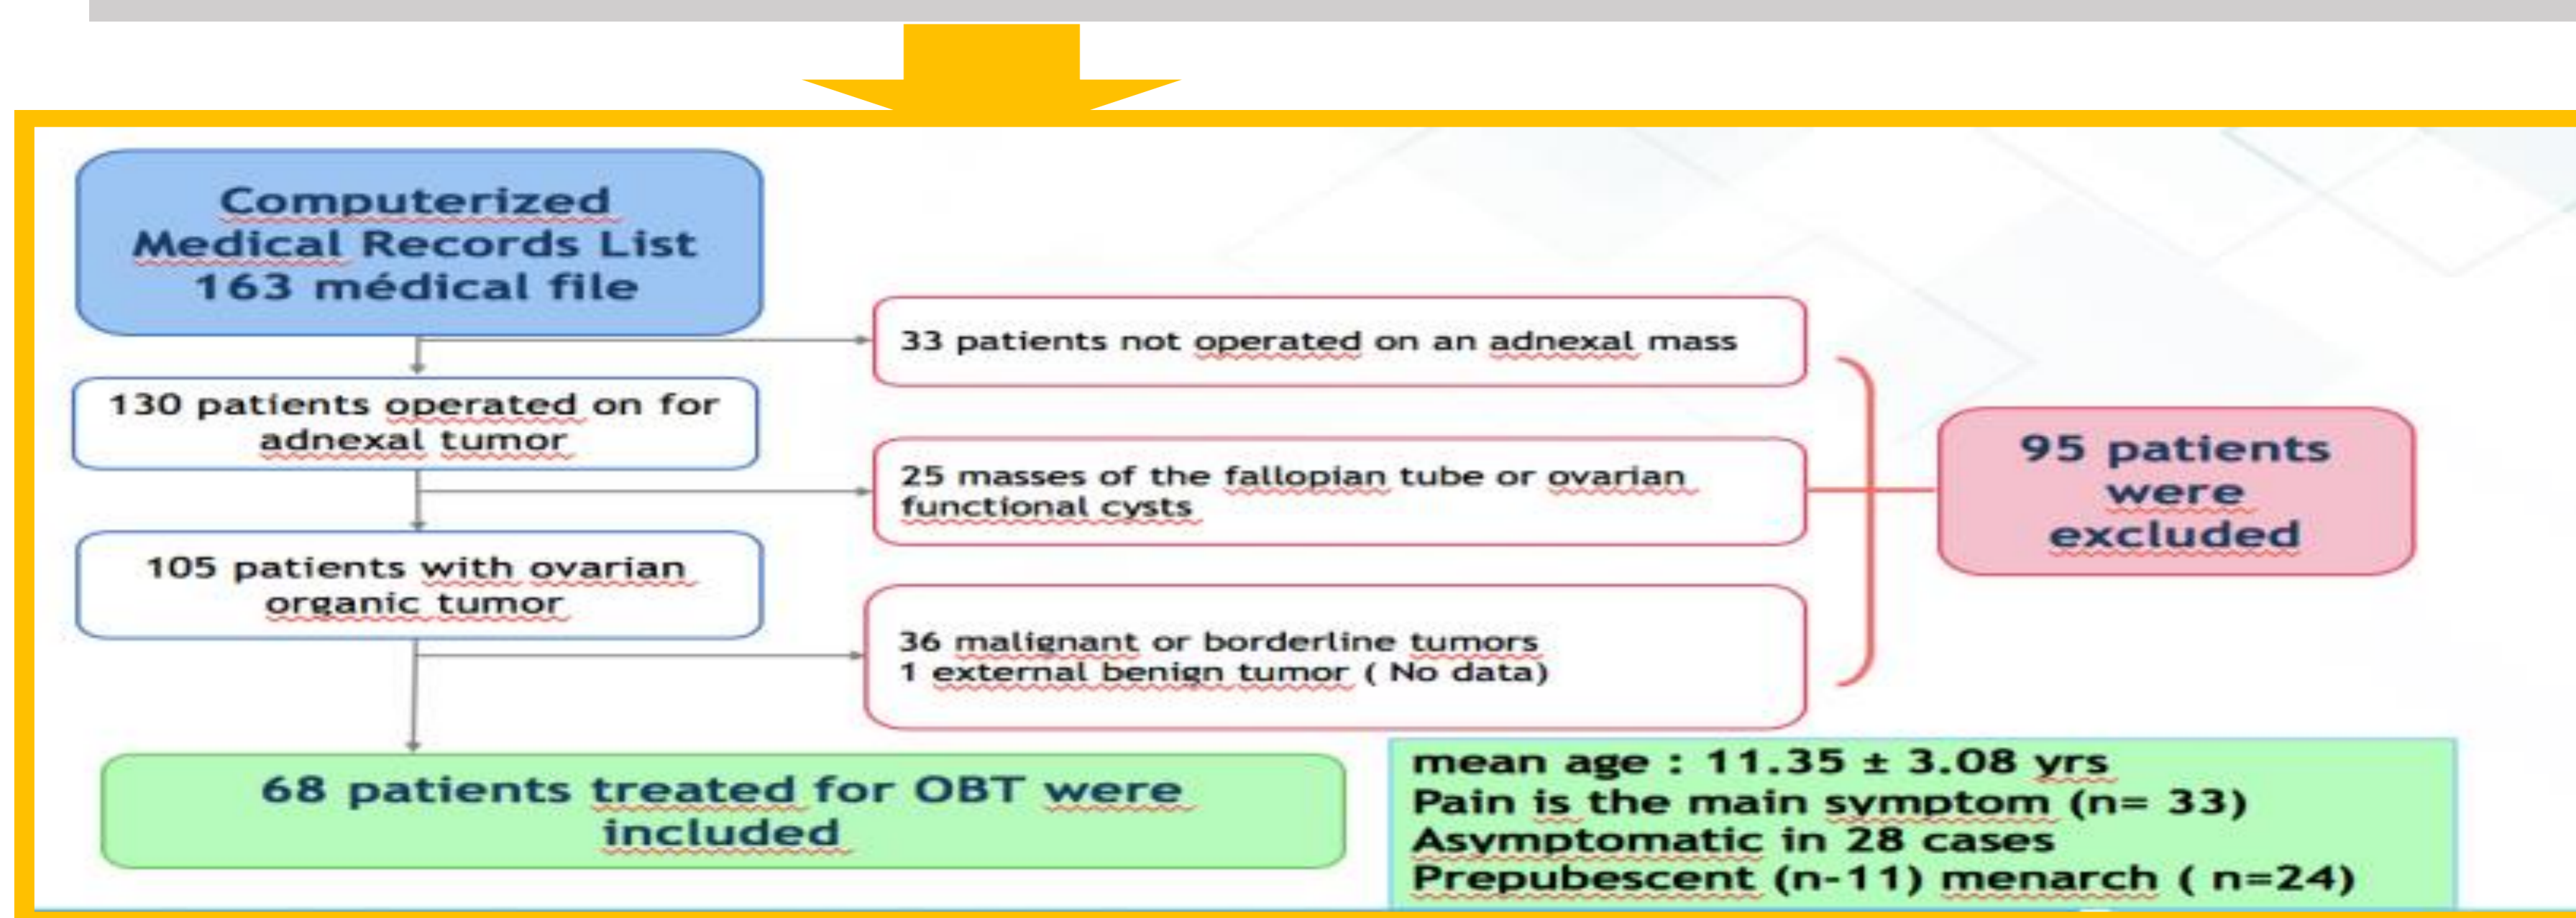 Computerized
Medical Records List
163 médical file
33 patients not operated on an adnexal mass
130 patients operated on for
adnexal tumor
25 masses of the fallopian tube or ovarian
functional cysts
95 patients
were
excluded
105 patients with ovarian
organic tumor
36 malignant or borderline tumors
1 external benign tumor ( No data)
68 patients treated for OBT were
included
mean age : 11.35 ± 3.08 yrs
Pain is the main symptom (n= 33)
Asymptomatic in 28 cases
Prepubescent (n-11) menarch ( n=24)